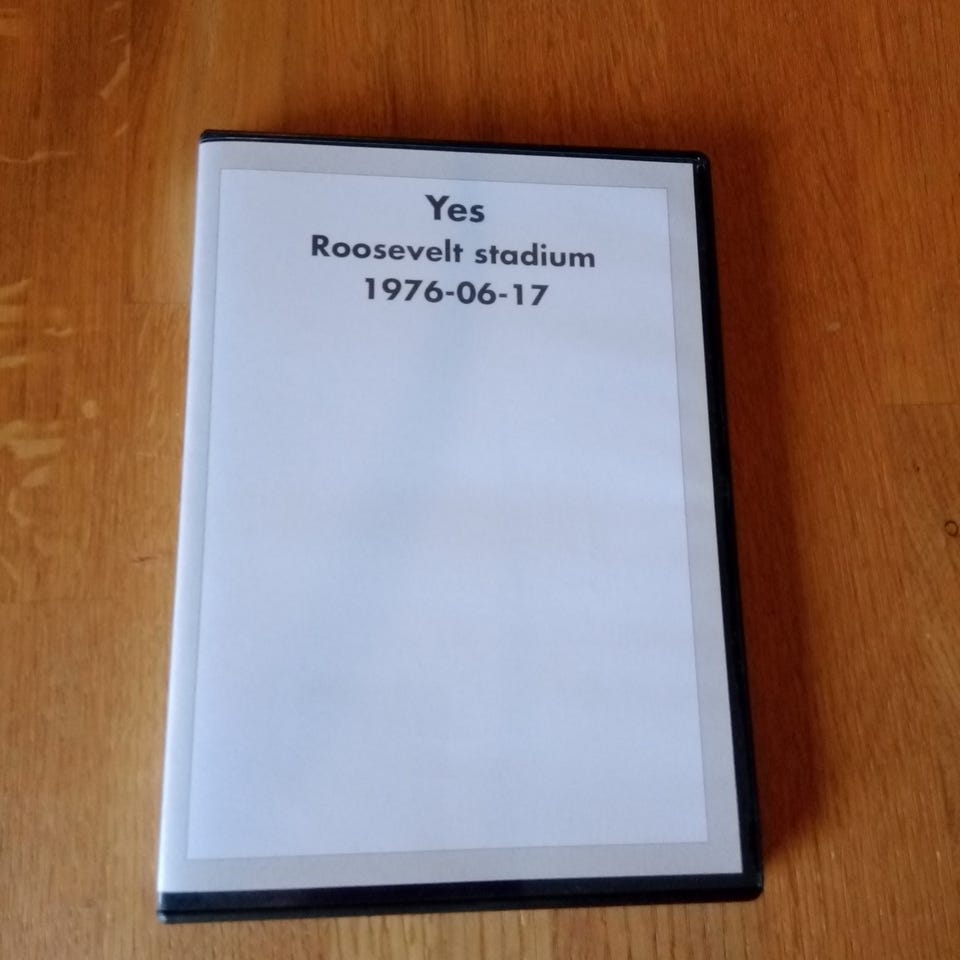 Yes
Roosevelt stadium
1976-06-17